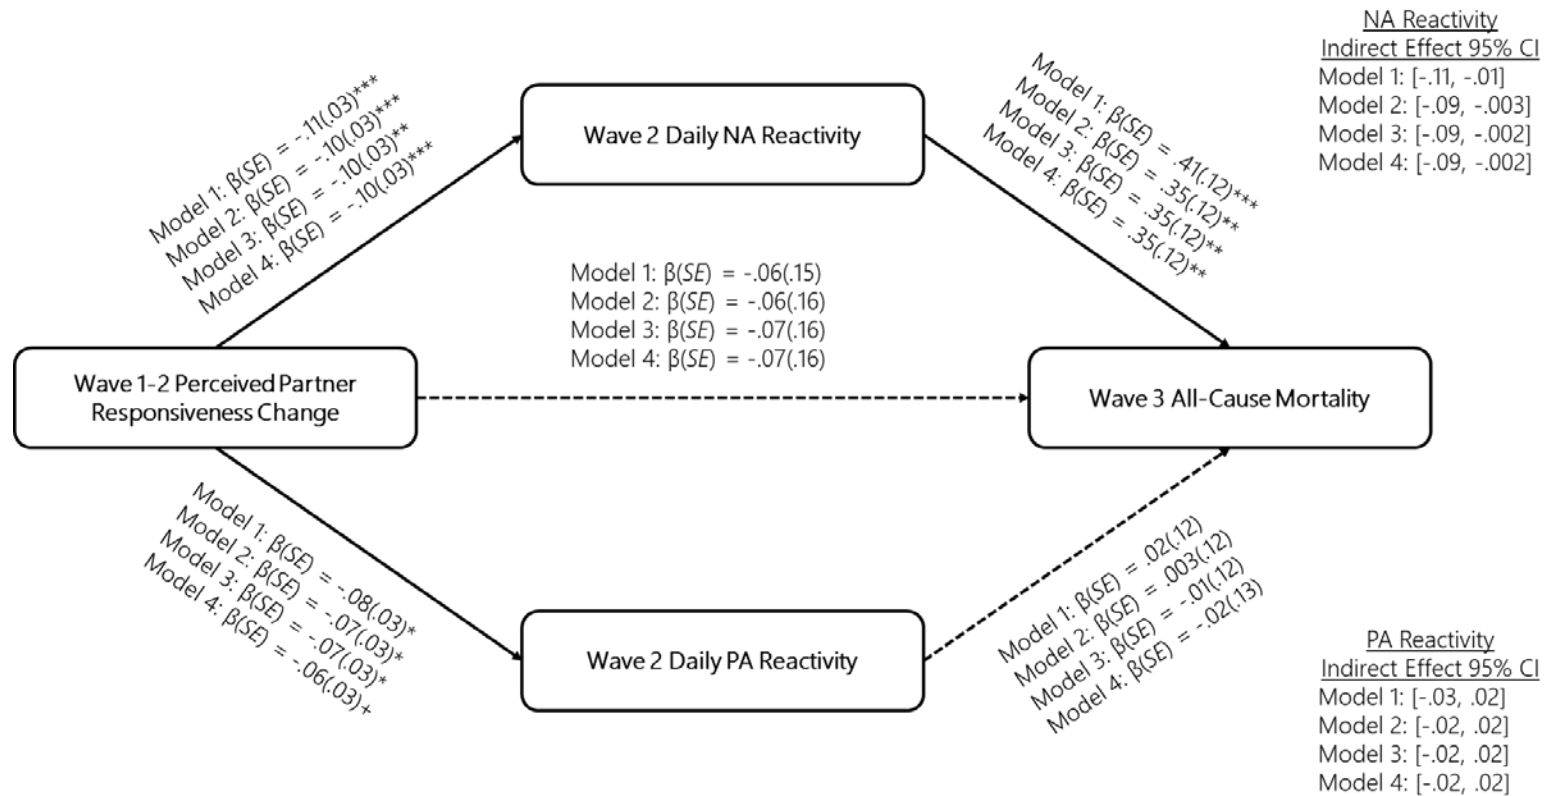 NA Reactivity
Indirect Effect 95% CI
Model 1: [-.11, -.01]
Model 2: [-.09, -.003]
Model 3: [-.09, -.002]
Model 4: [-.09, -.002]
Model 1: β(SE) = -.11(.03)***
Model 2: β(SE) = -.10(.03)***
Model 3: β(SE) = -.10(.03)**
Model 4: β(SE) = -.10(.03)***
Wave 2 Daily NA Reactivity
Model 1: β(SE) = .41(.12)***
Model 2: β(SE) = .35(.12)**
Model 3: β(SE) = .35(.12)**
Model 4: β(SE) = .35(.12)**
Model 1: β(SE) = -.06(.15)
Model 2: β(SE) = -.06(.16)
Model 3: β(SE) = -.07(.16)
Model 4: β(SE) = -.07(.16)
Wave 1-2 Perceived Partner
Responsiveness Change
Wave 3 All-Cause Mortality
Model 1: β(SE) = -.08(.03)*
Model 2: β(SE) = -.07(.03)*
Model 3: β(SE) = -.07(.03)*
Model 4: β(SE) = -.06(.03)+
Wave 2 Daily PA Reactivity
Model 1: β(SE) = .02(.12)
Model 2: β(SE) = .003(.12)
Model 3: β(SE) = -.01(.12)
Model 4: β(SE) = -.02(.13)
PA Reactivity
Indirect Effect 95% CI
Model 1: [-.03, .02]
Model 2: [-.02, .02]
Model 3: [-.02, .02]
Model 4: [-.02, .02]